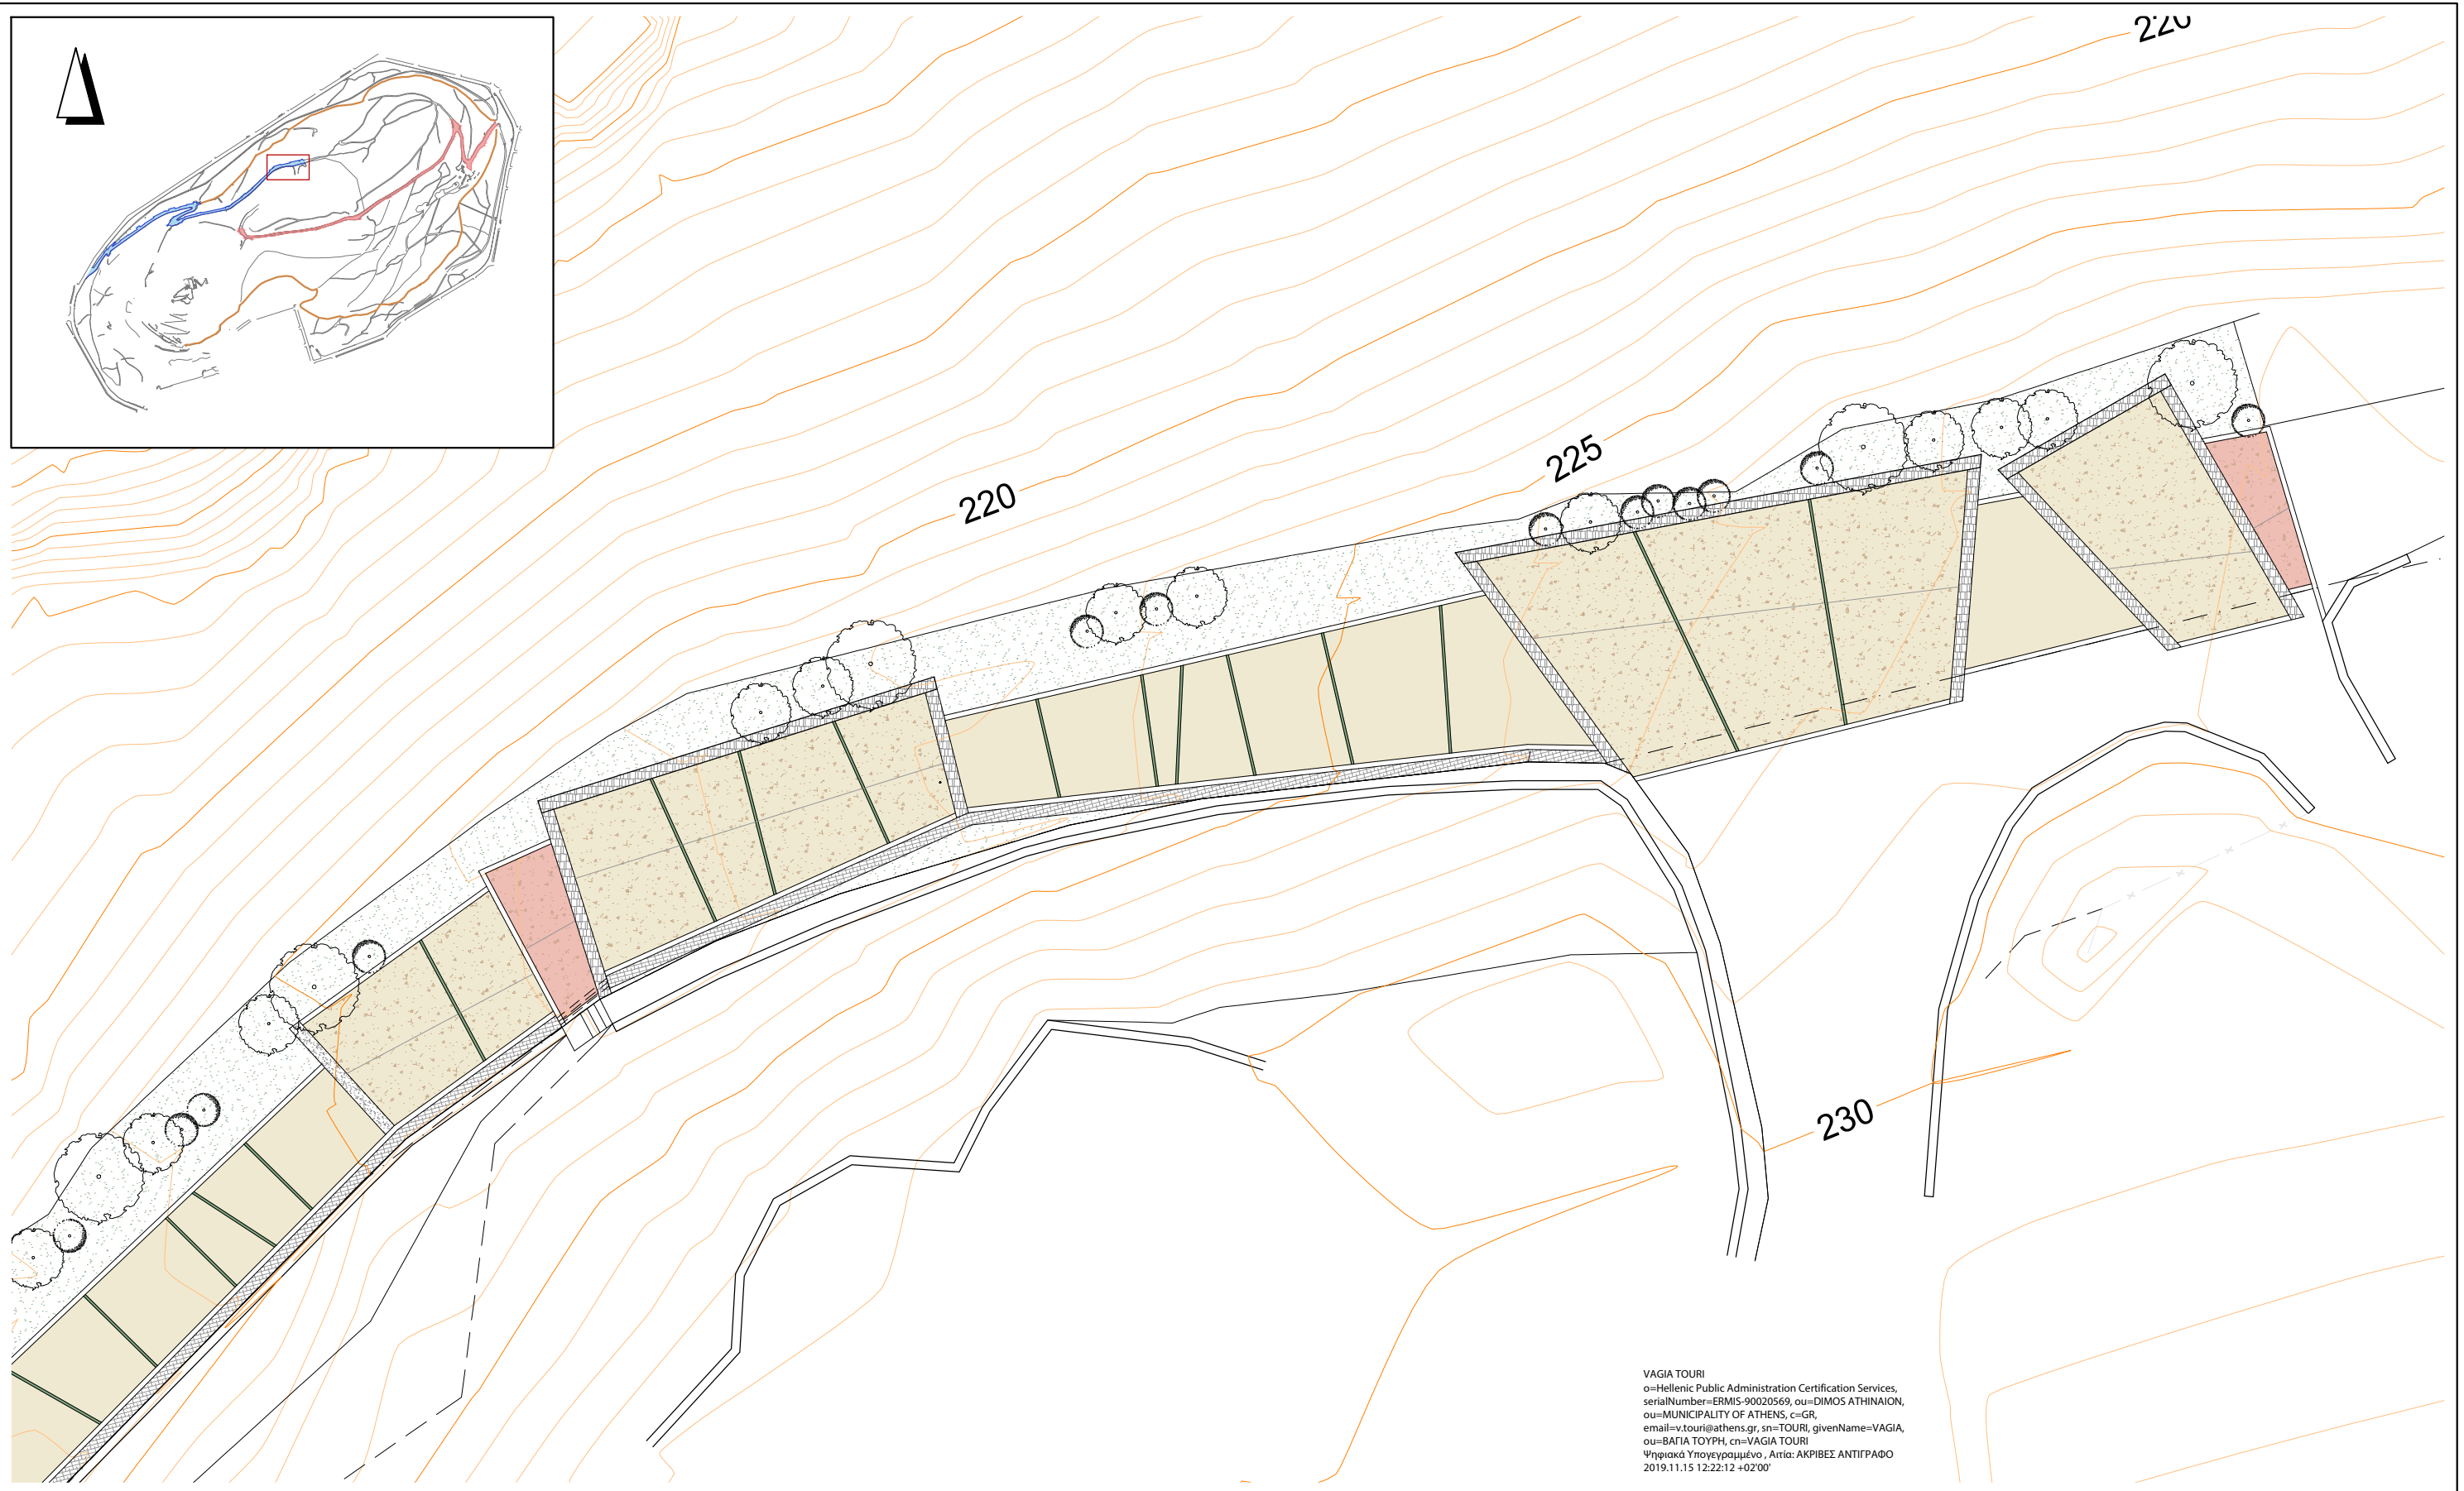 220
225
220
230
VAGIA TOURI
o=Hellenic Public Administration Certification Services,
serialNumber=ERMIS-90020569, ou=DIMOS ATHINAION,
ou=MUNICIPALITY OF ATHENS, c=GR,
email=v.touri@athens.gr, sn=TOURI, givenName=VAGIA,
ou=ΒΑΓΙΑ ΤΟΥΡΗ, cn=VAGIA TOURI
Ψηφιακά Υπογεγραμμένο , Αιτία: ΑΚΡΙΒΕΣ ΑΝΤΙΓΡΑΦΟ
2019.11.15 12:22:12 +02'00'